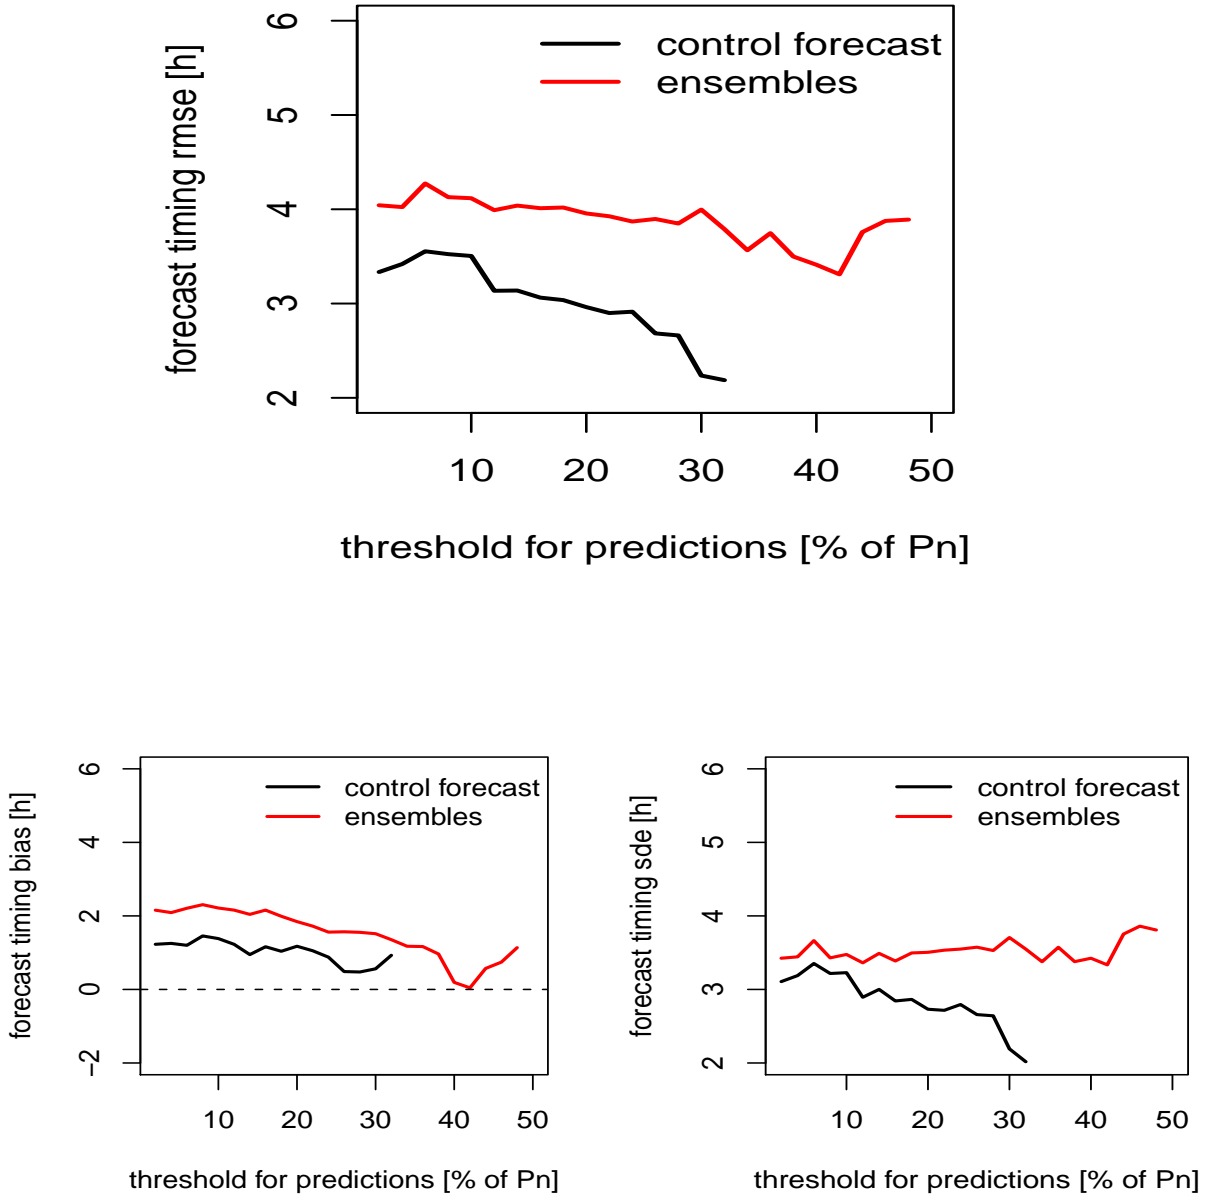 control forecast
ensembles
forecast timing rmse [h]
6
5
4
3
2
10 20 30 40 50
threshold for predictions [% of Pn]
control forecast
ensembles
forecast timing bias [h]
6
4
2
0
−2
10 20 30 40 50
threshold for predictions [% of Pn]
control forecast
ensembles
forecast timing sde [h]
6
5
4
3
2
10 20 30 40 50
threshold for predictions [% of Pn]